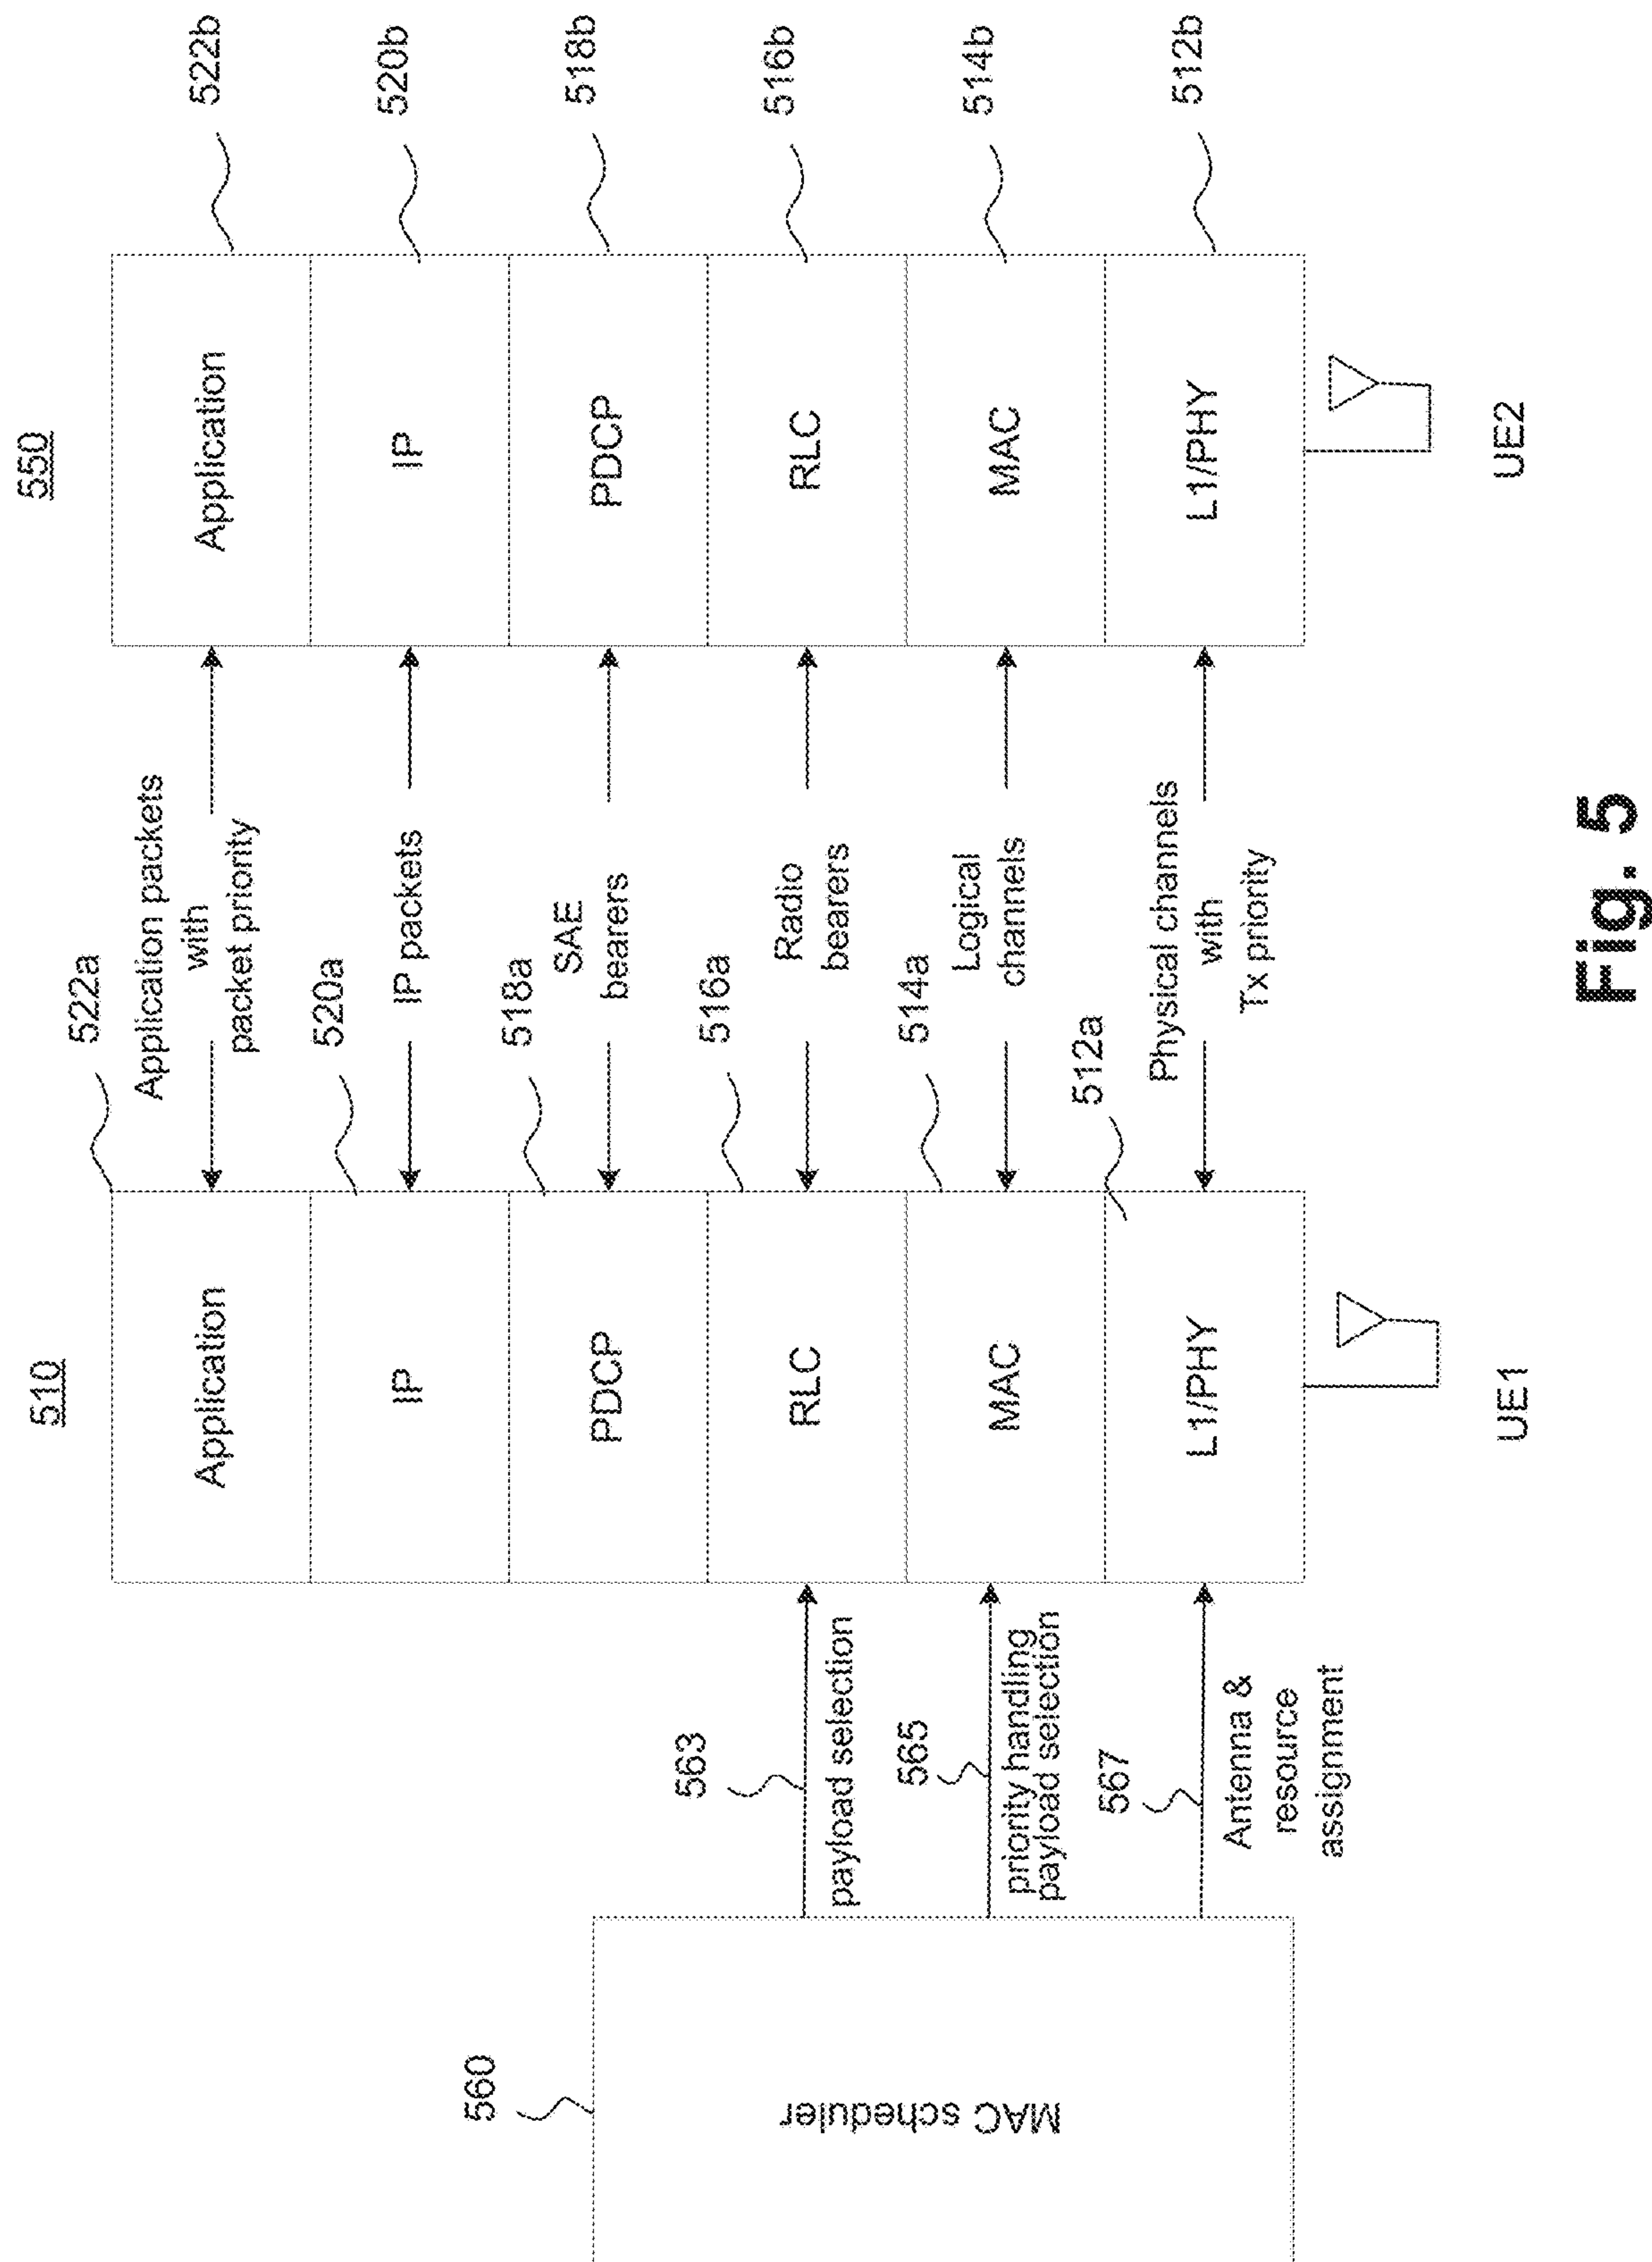 510
550
522a
522b
Application
Application packets
with
packet priority
Application
520a
520b
IP
IP packets
IP
518a
518b
PDCP
SAE
bearers
PDCP
516a
516b
RLC
Radio
bearers
RLC
514a
514b
MAC
Logical
channels
MAC
512a
512b
L1/PHY
Physical channels
with
Tx priority
L1/PHY
560
MAC scheduler
563
payload selection
565
priority handling
payload selection
567
Antenna &
resource
assignment
UE1
UE2
Fig. 5